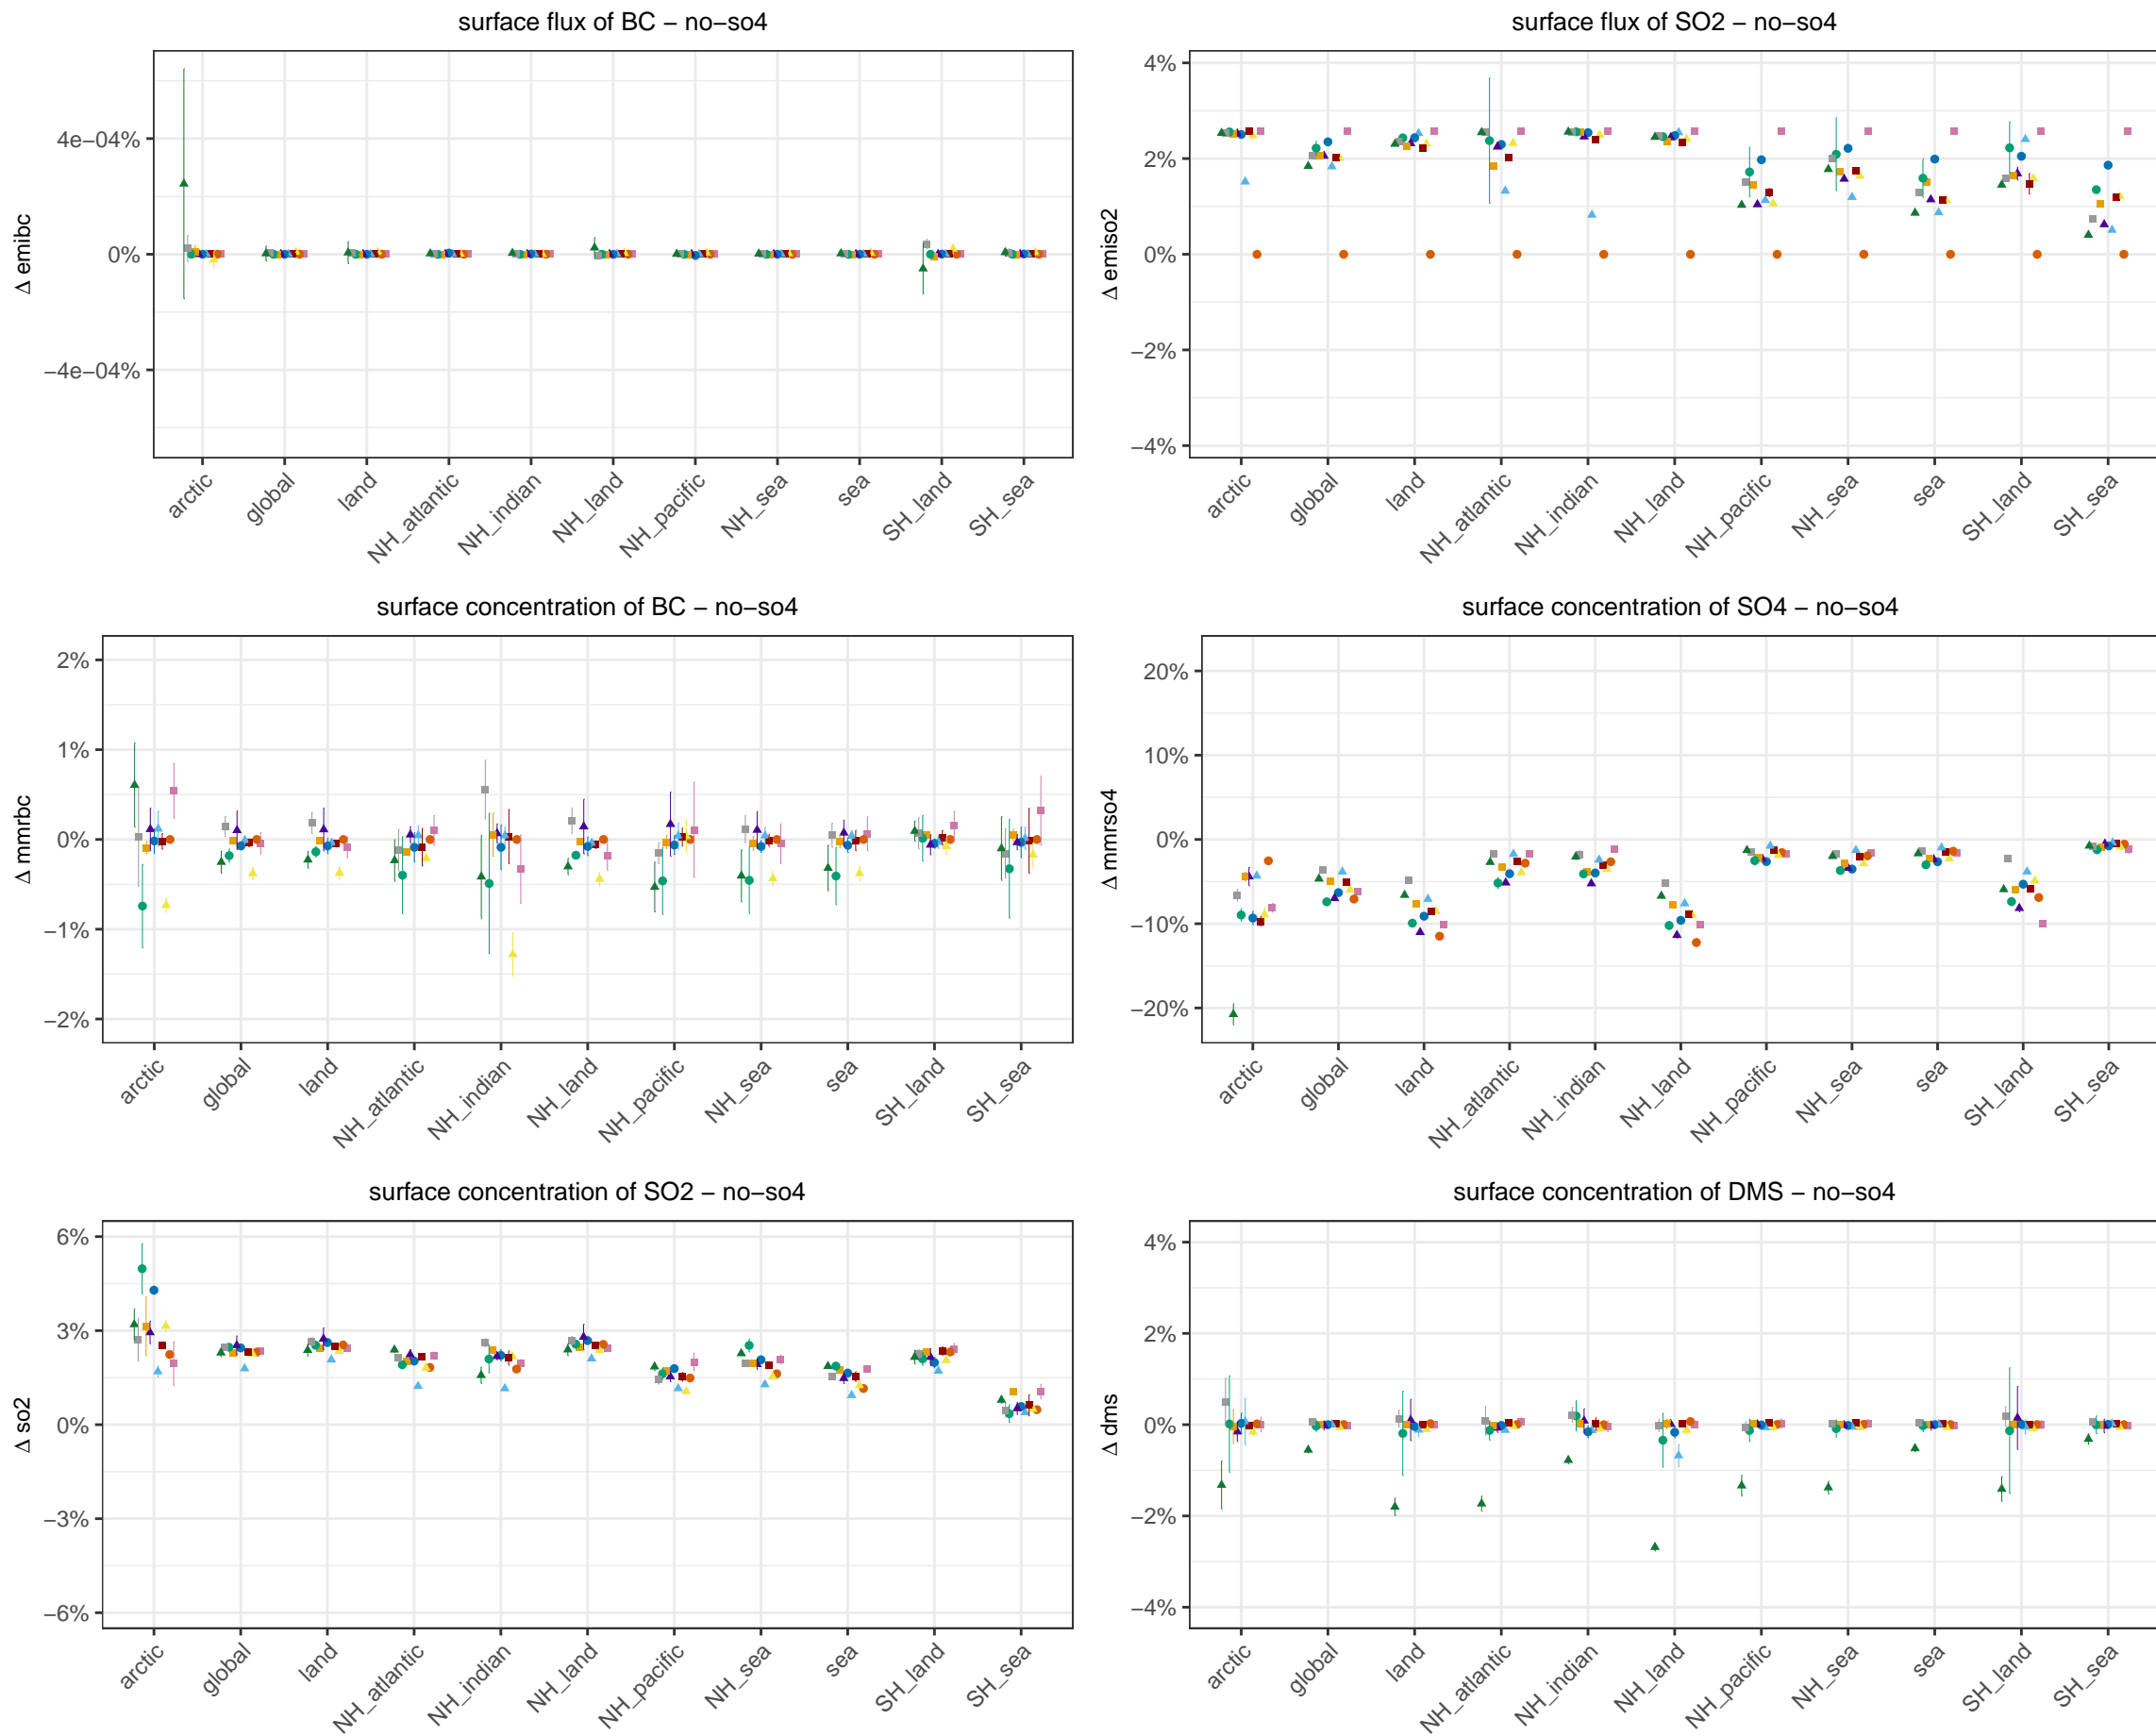 surface flux of BC − no−so4
Δ emibc
4e−04%
0%
−4e−04%
arctic
global
land
NH_atlantic
NH_indian
NH_land
NH_pacific
NH_sea
sea
SH_land
SH_sea
surface flux of SO2 − no−so4
Δ emiso2
4%
2%
0%
−2%
−4%
arctic
global
land
NH_atlantic
NH_indian
NH_land
NH_pacific
NH_sea
sea
SH_land
SH_sea
surface concentration of BC − no−so4
Δ mmrbc
2%
1%
0%
−1%
−2%
arctic
global
land
NH_atlantic
NH_indian
NH_land
NH_pacific
NH_sea
sea
SH_land
SH_sea
surface concentration of SO4 − no−so4
Δ mmrso4
20%
10%
0%
−10%
−20%
arctic
global
land
NH_atlantic
NH_indian
NH_land
NH_pacific
NH_sea
sea
SH_land
SH_sea
surface concentration of SO2 − no−so4
Δ so2
6%
3%
0%
−3%
−6%
arctic
global
land
NH_atlantic
NH_indian
NH_land
NH_pacific
NH_sea
sea
SH_land
SH_sea
surface concentration of DMS − no−so4
Δ dms
4%
2%
0%
−2%
−4%
arctic
global
land
NH_atlantic
NH_indian
NH_land
NH_pacific
NH_sea
sea
SH_land
SH_sea